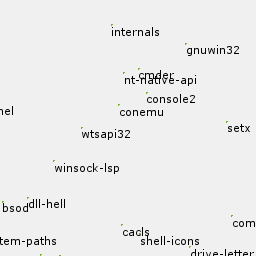 internals
gnuwin32
cmder
nt-native-api
console2
conemu
nel
setx
wtsapi32
winsock-lsp
dll-hell
bsod
com
cacls
tem-paths
shell-icons
drive-letter